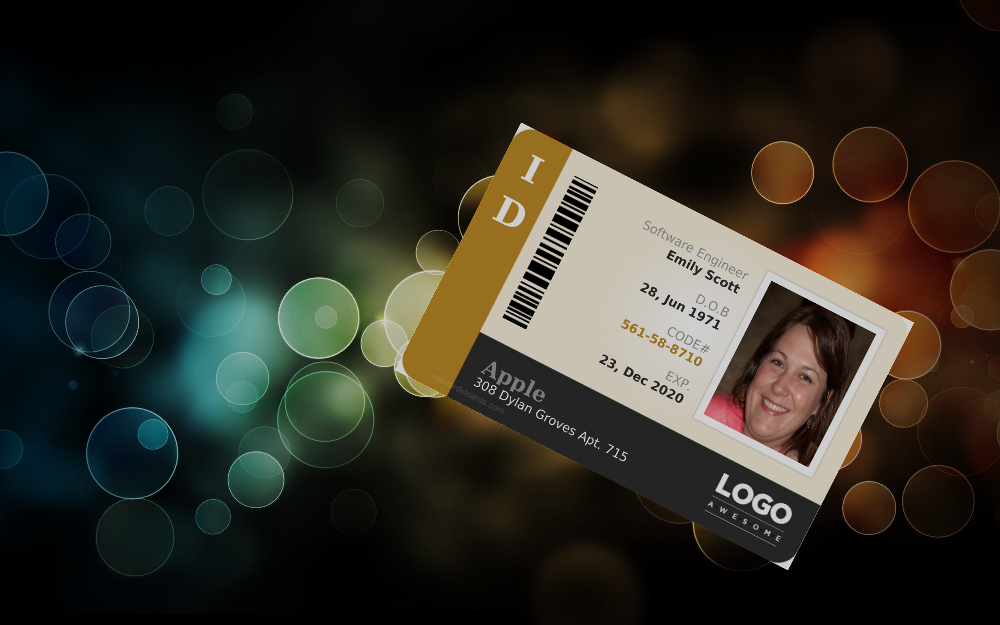 I
D
Software Engineer
Emily Scott
D.O.B
28, Jun 1971
CODE#
561-58-8710
EXP.
23, Dec 2020
Apple
308 Dylan Groves Apt. 715
LOGO
AWESOME